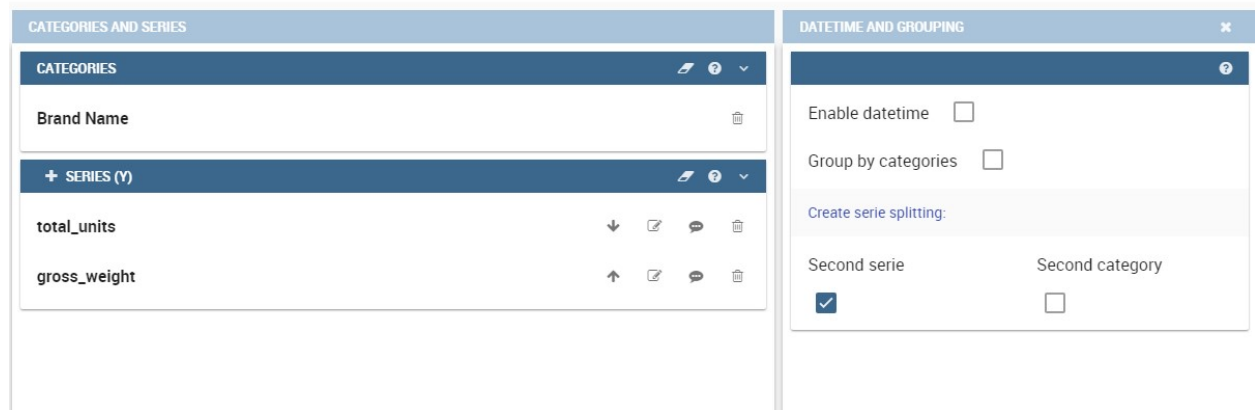 CATEGORIES AND SERIES
CATEGORIES
Brand Name
+ SERIES (Y)
total_units
gross_weight
DATETIME AND GROUPING
Enable datetime
Group by categories
Create serie splitting:
Second serie Second category